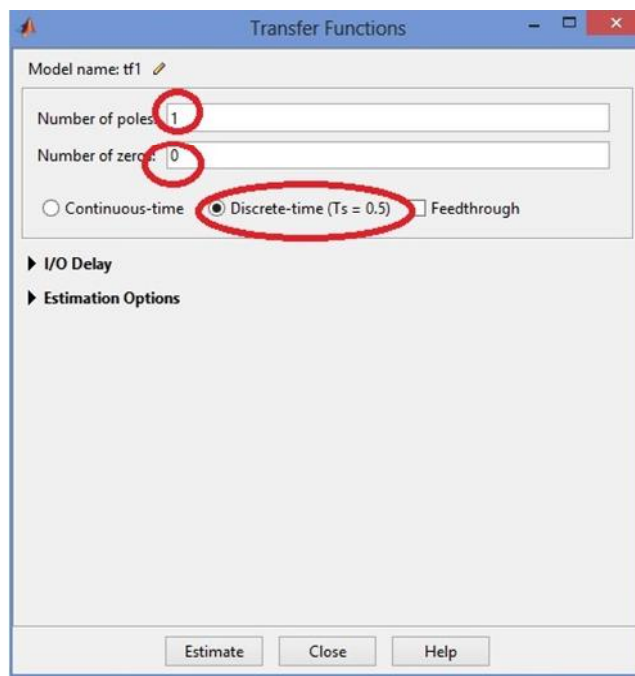 Transfer Functions
Model name: tf1
Number of poles: 1
Number of zeros: 0
Continuous-time Discrete-time (Ts = 0.5) Feedthrough
I/O Delay
Estimation Options
Estimate Close Help